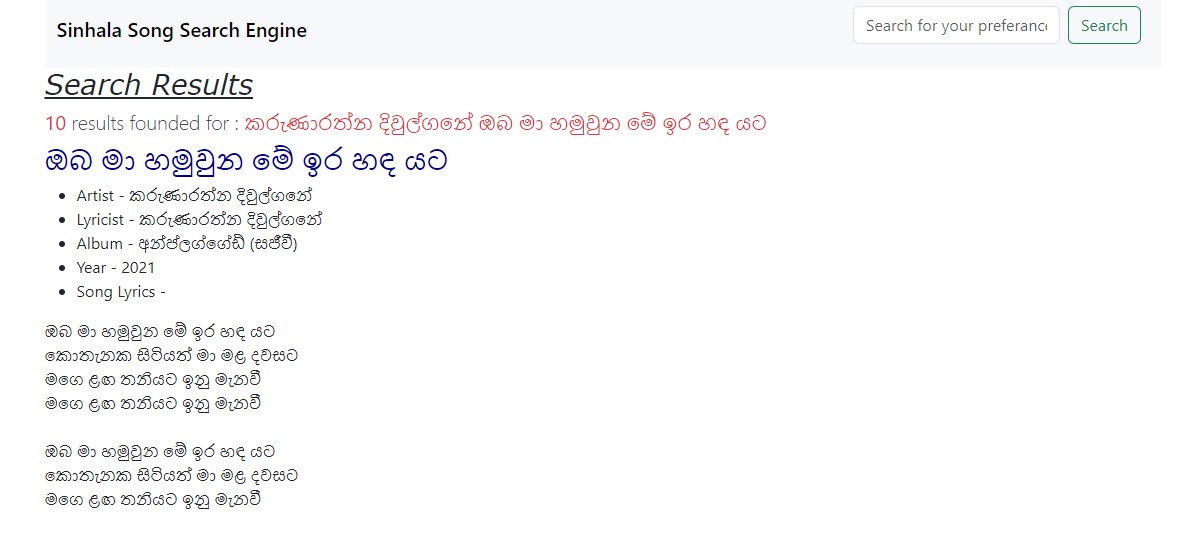 Sinhala Song Search Engine
Search for your preferanc
Search
Search Results
10 results founded for : කරුණාරත්න දිවුල්ගනේ ඔබ මා හමුවුන මේ ඉර හඳ යට
ඔබ මා හමුවුන මේ ඉර හඳ යට
Artist - කරුණාරත්න දිවුල්ගනේ
Lyricist - කරුණාරත්න දිවුල්ගනේ
Album - අන්ප්ලග්ගේඩ් (සජීවී)
Year - 2021
Song Lyrics -
ඔබ මා හමුවුන මේ ඉර හඳ යට
කොතැනක සිටියත් මා මළ දවසට
මගෙ ළඟ තනියට ඉනු මැනවී
මගෙ ළඟ තනියට ඉනු මැනවී
ඔබ මා හමුවුන මේ ඉර හඳ යට
කොතැනක සිටියත් මා මළ දවසට
මගෙ ළඟ තනියට ඉනු මැනවී